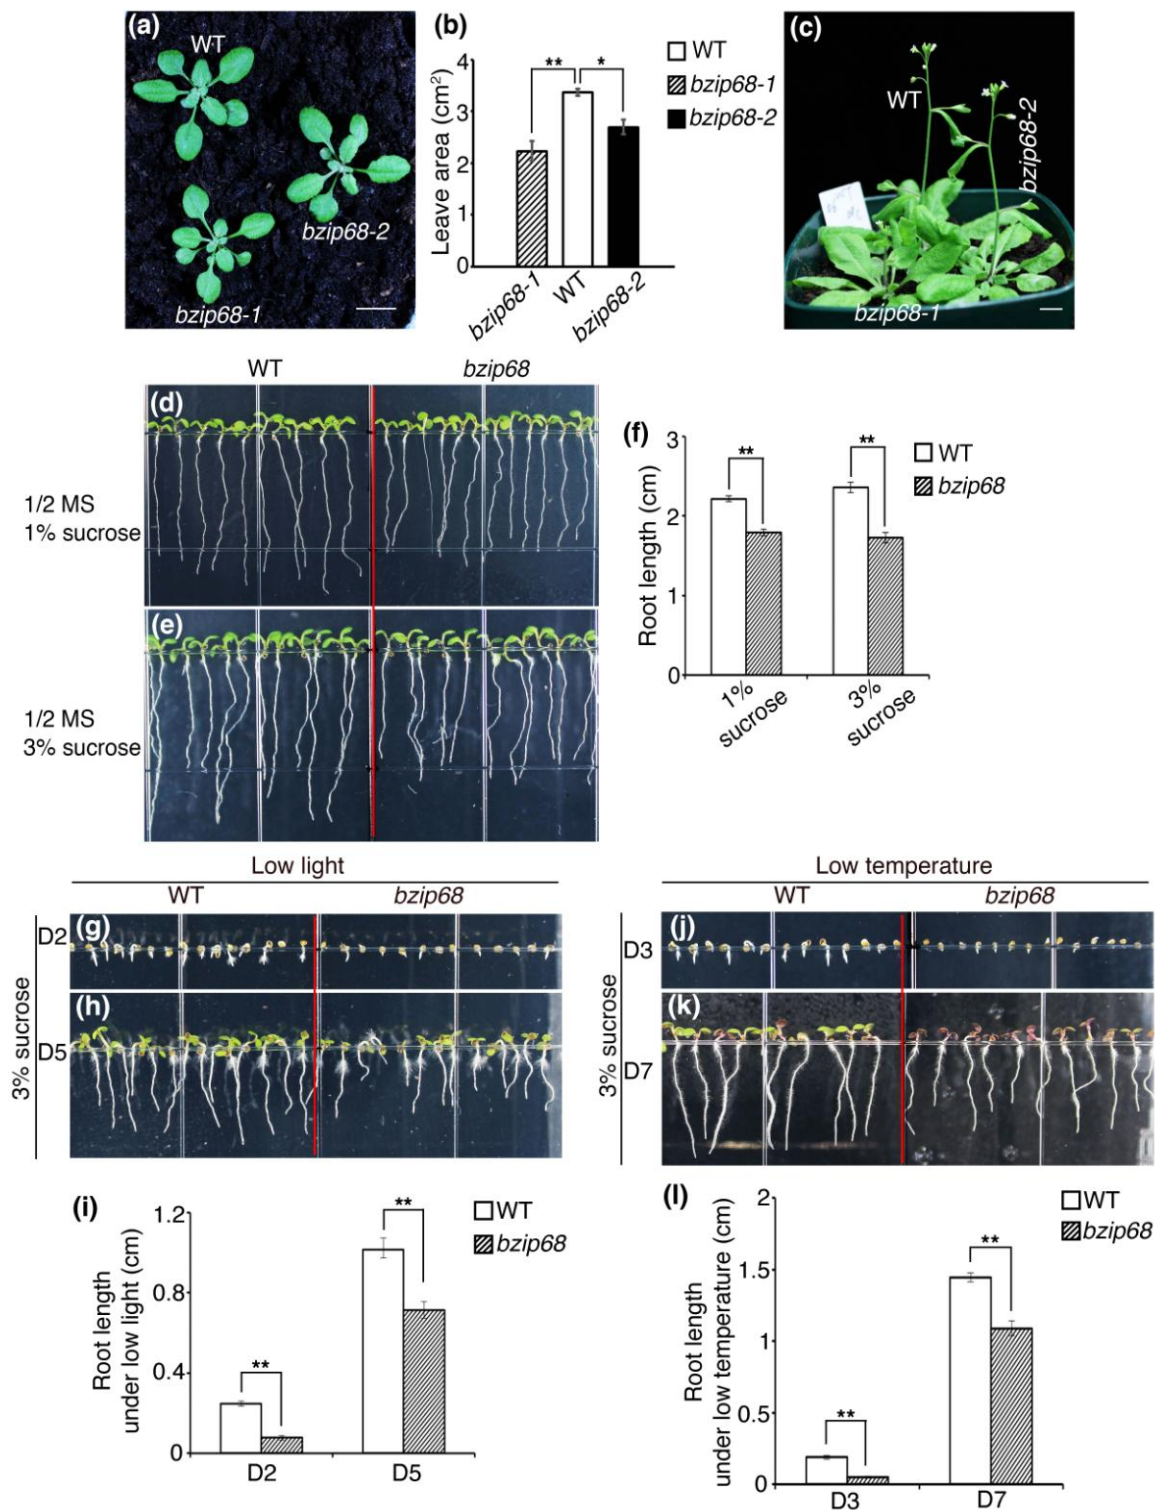 (a)
WT
bzip68-2
bzip68-1
(b)
Leave area (cm²)
4
3
2
1
0
**
*
bzip68-1
WT
bzip68-2
WT
bzip68-1
bzip68-2
(c)
WT
bzip68-2
bzip68-1
WT
bzip68
(d)
1/2 MS
1% sucrose
(e)
1/2 MS
3% sucrose
(f)
Root length (cm)
3
2
1
0
**
**
1%
sucrose
3%
sucrose
WT
bzip68
Low light
WT
bzip68
3% sucrose
D2
(g)
D5
(h)
Low temperature
WT
bzip68
3% sucrose
D3
(j)
D7
(k)
(i)
Root length
under low light (cm)
1.2
0.8
0.4
0
**
**
D2
D5
WT
bzip68
(l)
Root length
under low temperature (cm)
2
1.5
1
0.5
0
**
**
D3
D7
WT
bzip68